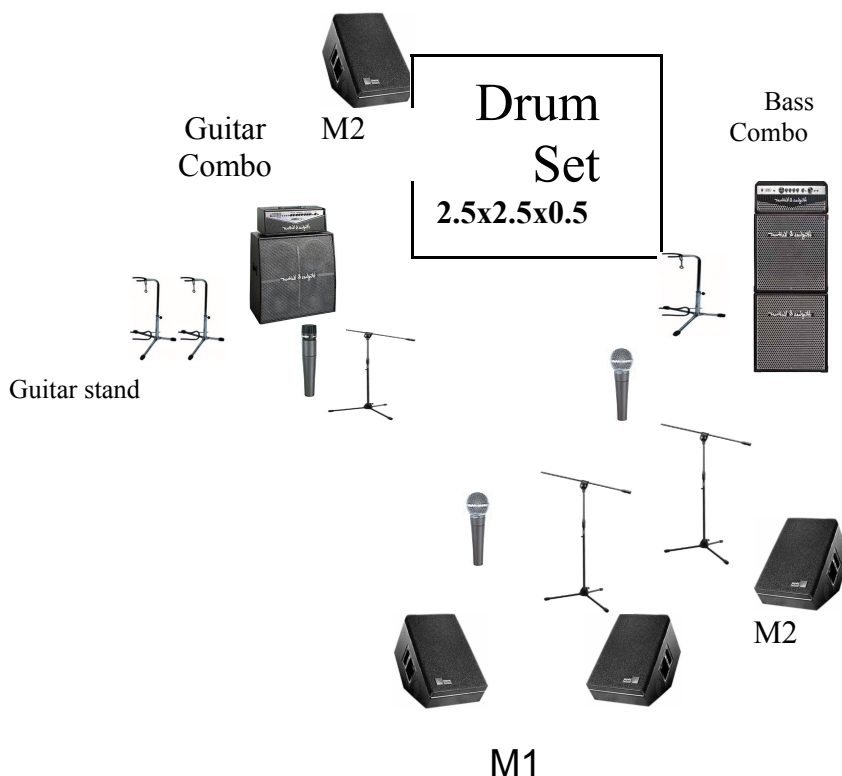 Drum
Set
2.5x2.5x0.5
Bass
Combo
Guitar
Combo
M2
Guitar stand
M2
M1